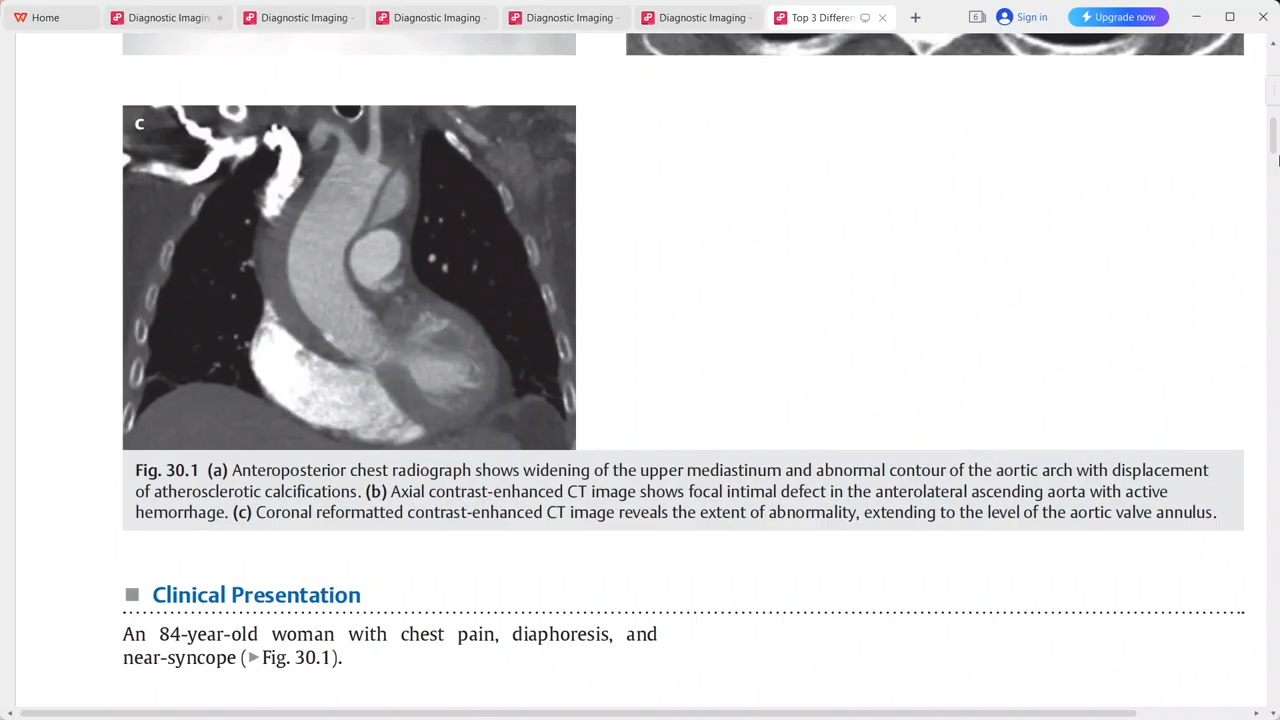 Home
Diagnostic Imagin
Diagnostic Imaging -
Diagnostic Imaging -
Diagnostic Imaging -
Diagnostic Imaging -
Top 3 Differen
6
Sign in
Upgrade now
c
Fig. 30.1 (a) Anteroposterior chest radiograph shows widening of the upper mediastinum and abnormal contour of the aortic arch with displacement
of atherosclerotic calcifications. (b) Axial contrast-enhanced CT image shows focal intimal defect in the anterolateral ascending aorta with active
hemorrhage. (c) Coronal reformatted contrast-enhanced CT image reveals the extent of abnormality, extending to the level of the aortic valve annulus.
Clinical Presentation
An 84-year-old woman with chest pain, diaphoresis, and
near-syncope (▶Fig. 30.1).